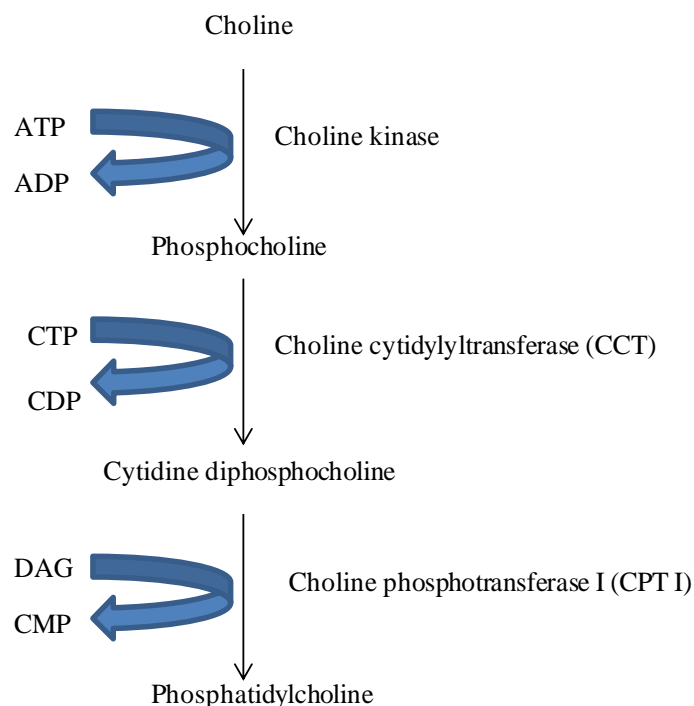 Choline
ATP
Choline kinase
ADP
Phosphocholine
CTP
Choline cytidylyltransferase (CCT)
CDP
Cytidine diphosphocholine
DAG
Choline phosphotransferase I (CPT I)
CMP
Phosphatidylcholine